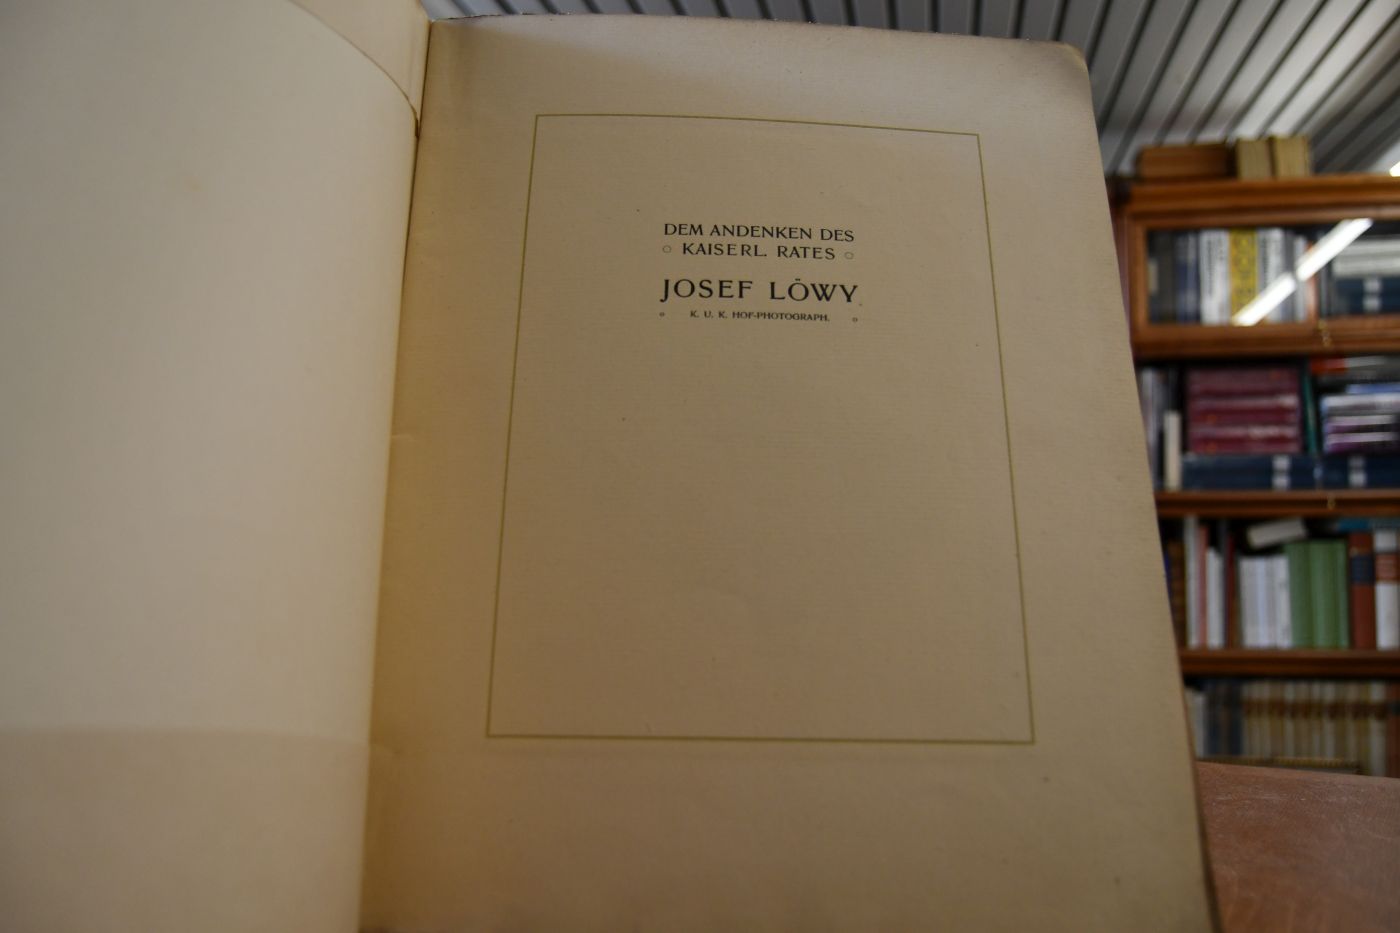 DEM ANDENKEN DES
KAISERL. RATES
JOSEF LÖWY
K. U. K. HOF-PHOTOGRAPH.